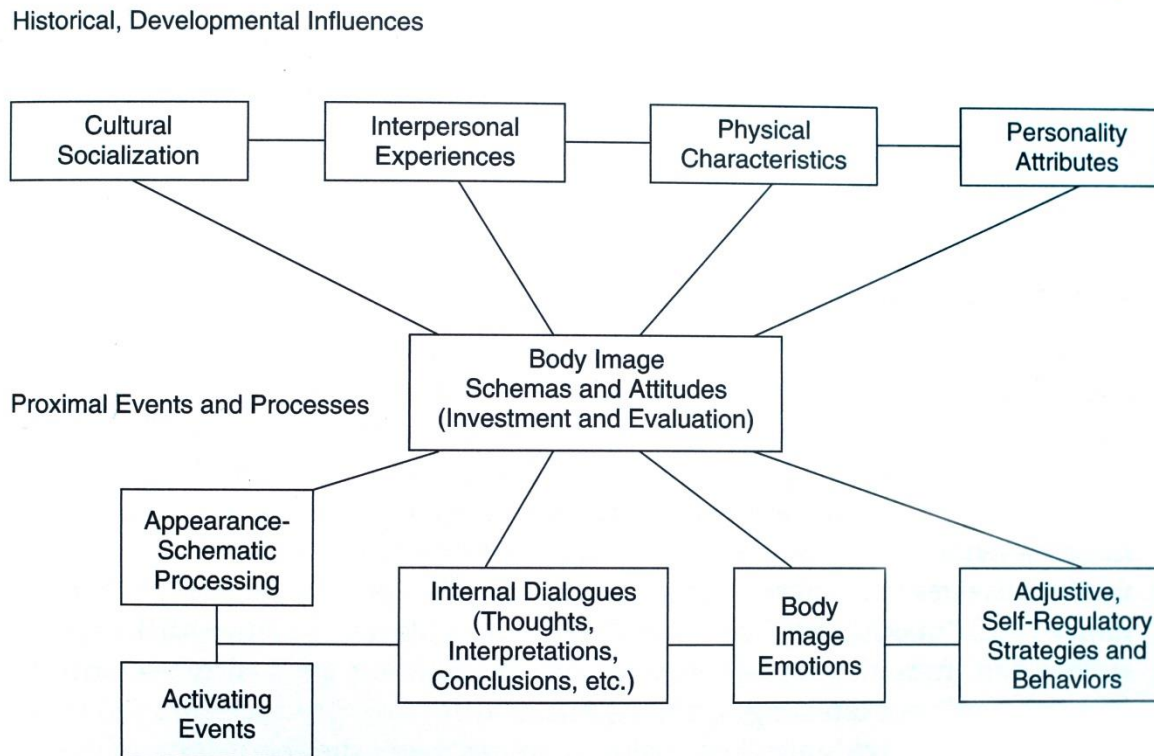 Historical, Developmental Influences
Cultural
Socialization
Interpersonal
Experiences
Physical
Characteristics
Personality
Attributes
Body Image
Schemas and Attitudes
(Investment and Evaluation)
Proximal Events and Processes
Appearance-
Schematic
Processing
Internal Dialogues
(Thoughts,
Interpretations,
Conclusions, etc.)
Body
Image
Emotions
Adjustive,
Self-Regulatory
Strategies and
Behaviors
Activating
Events